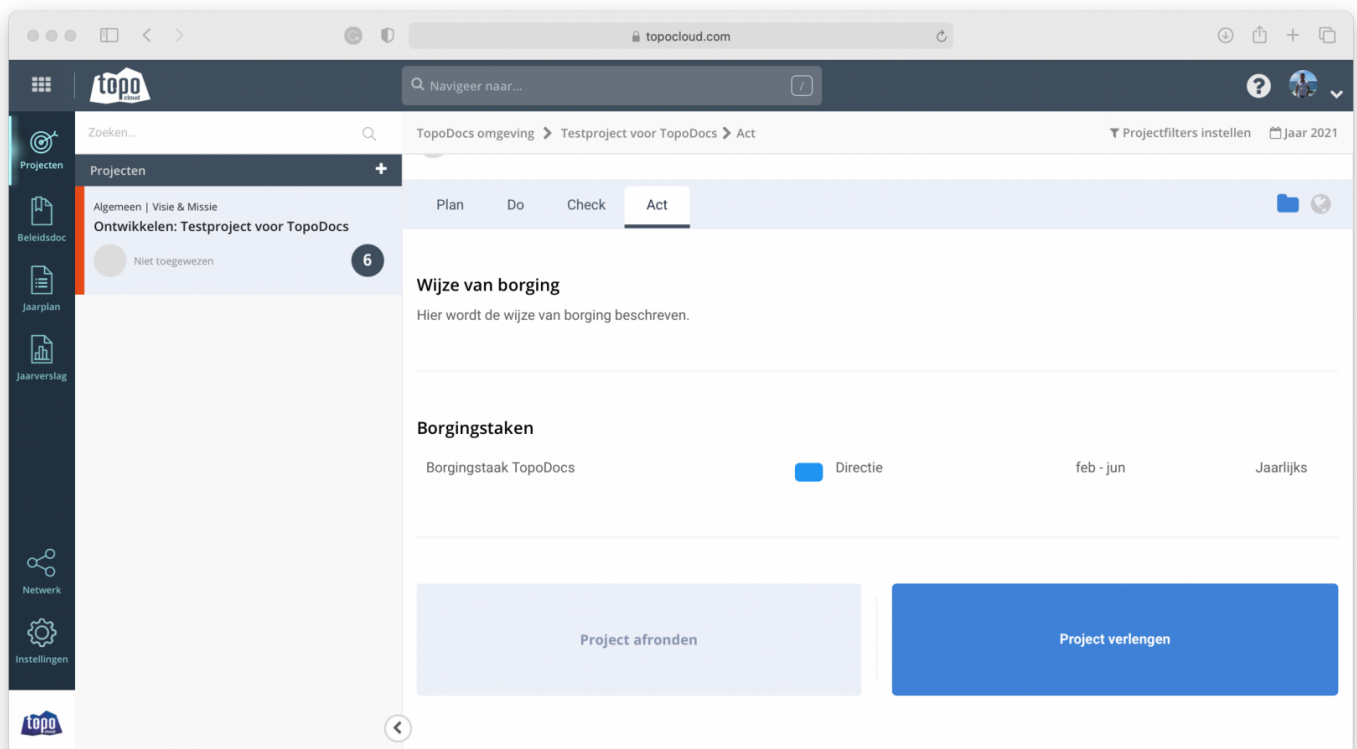 topocloud.com
topo
cloud
Navigeer naar...
/
?
Projecten
Beleidsdoc
Jaarplan
Jaarverslag
Netwerk
Instellingen
topo
cloud
Zoeken...
Projecten +
Algemeen | Visie & Missie
Ontwikkelen: Testproject voor TopoDocs
Niet toegewezen
6
TopoDocs omgeving > Testproject voor TopoDocs > Act
Projectfilters instellen
Jaar 2021
Plan Do Check Act
Wijze van borging
Hier wordt de wijze van borging beschreven.
Borgingstaken
Borgingstaak TopoDocs Directie feb - jun Jaarlijks
Project afronden
Project verlengen